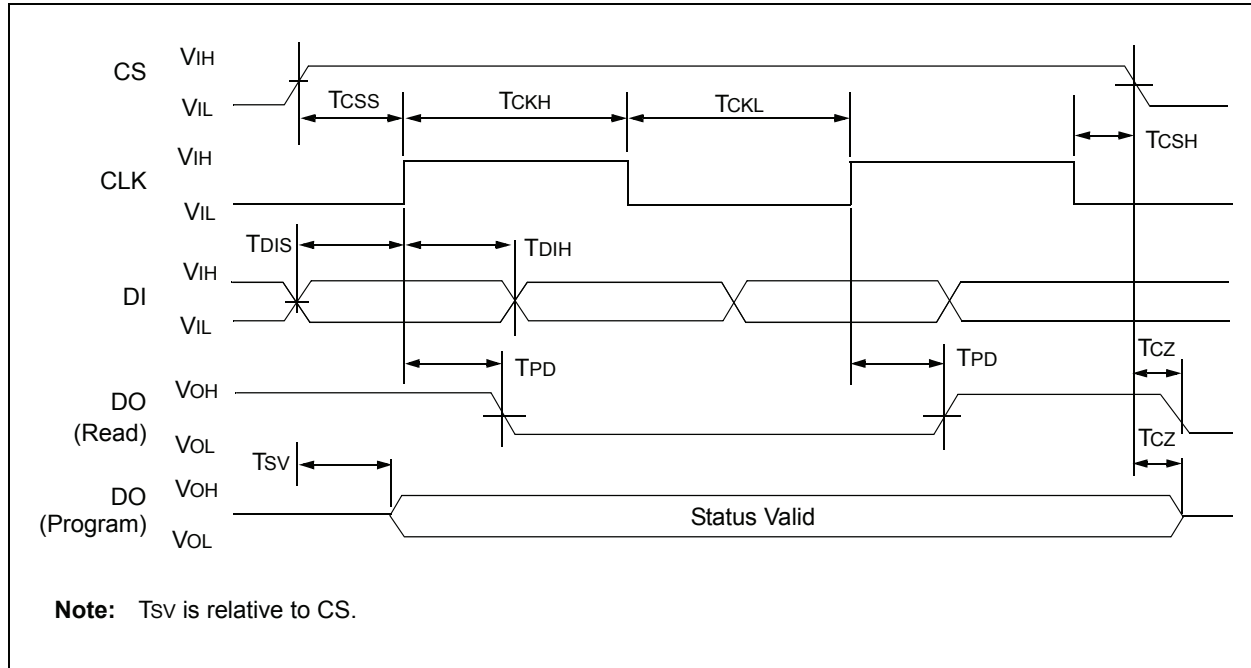 CS
VIH
VIL
TCSS
TCKH
TCKL
TCSH
CLK
VIH
VIL
TDIS
TDIH
DI
VIH
VIL
TPD
TPD
TCZ
DO
(Read)
VOH
VOL
TCZ
TSV
DO
(Program)
VOH
VOL
Status Valid
Note: TSV is relative to CS.